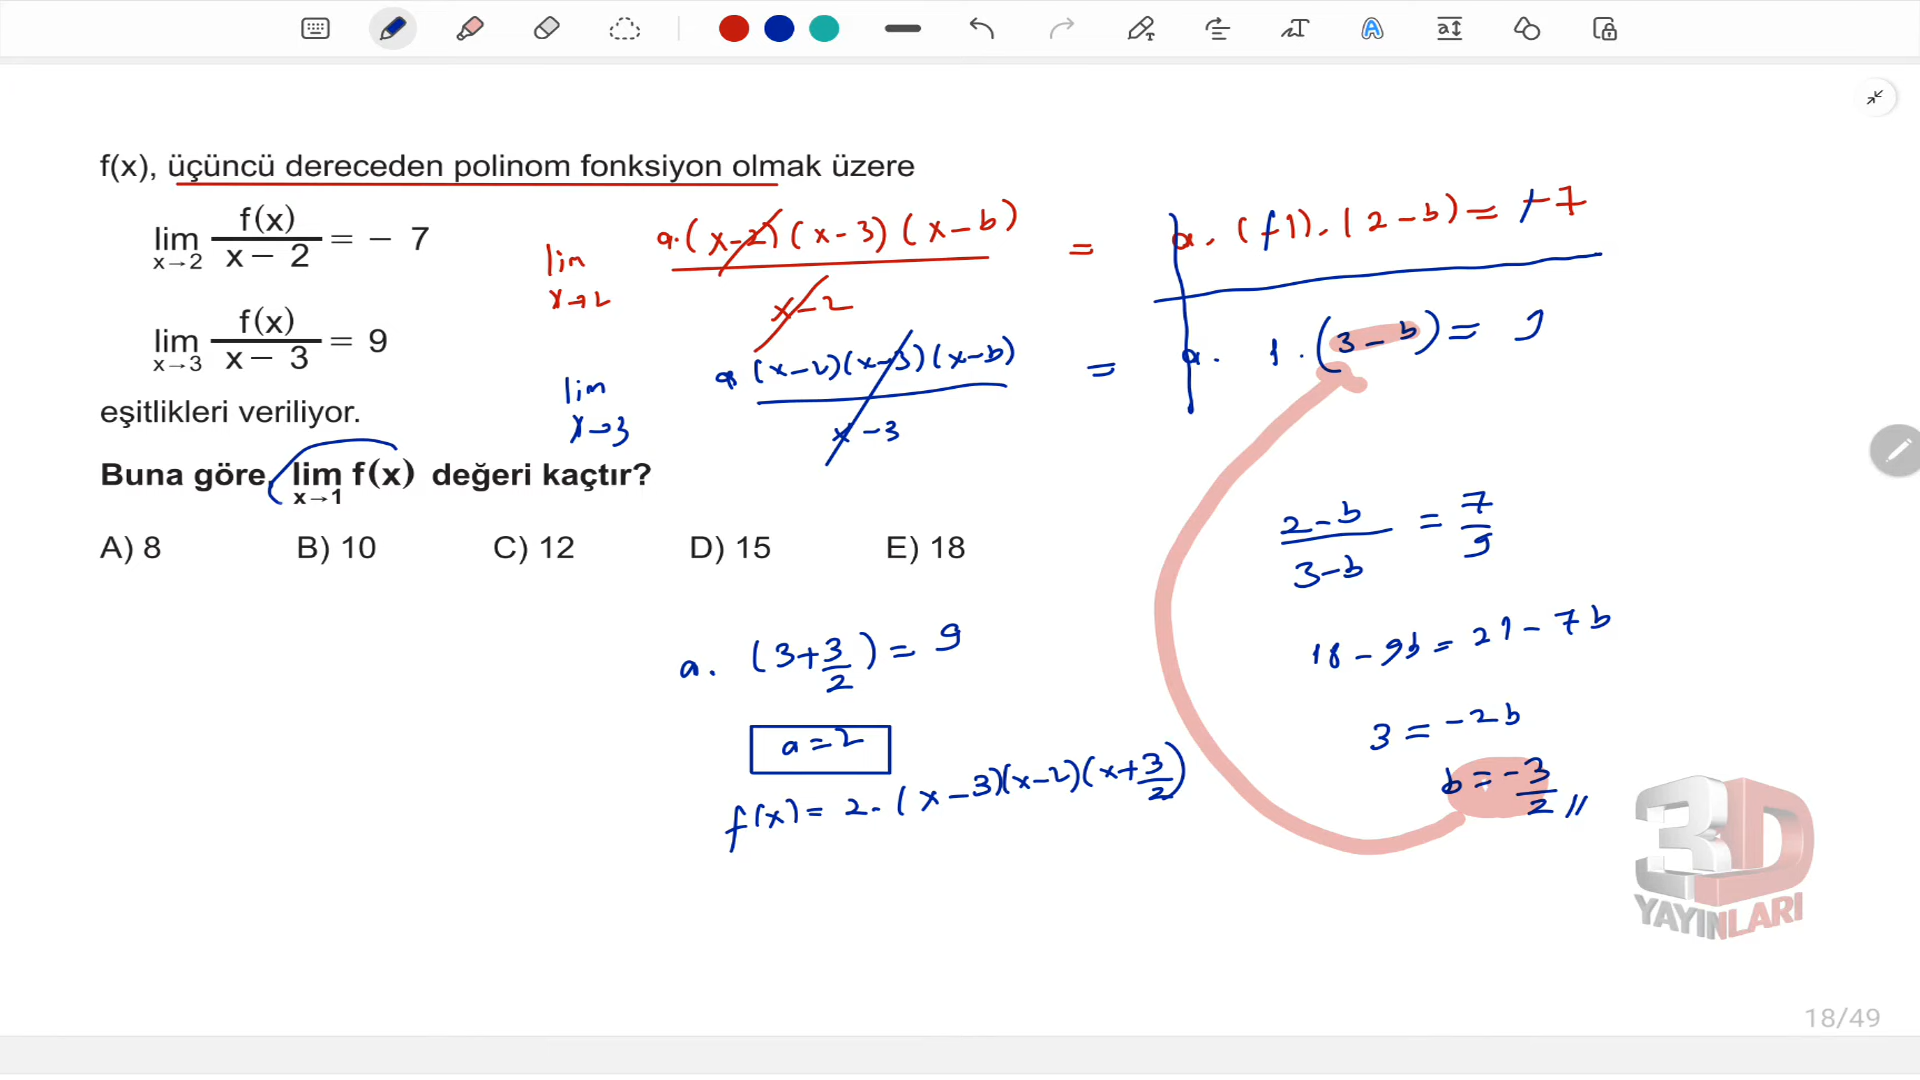 f(x), üçüncü dereceden polinom fonksiyon olmak üzere
lim x→2 f(x)/x – 2 = – 7
lim x→3 f(x)/x – 3 = 9
eşitlikleri veriliyor.
Buna göre, lim x→1 f(x) değeri kaçtır?
A) 8 B) 10 C) 12 D) 15 E) 18
lim x→2 a.(x-2)(x-3)(x-b)/x-2 = a.(-1).(2-b) = -7
lim x→3 a(x-2)(x-3)(x-b)/x-3 = a. 1.(3-b) = 9
2-b/3-b = 7/9
18-9b = 21-7b
3 = -2b
b = -3/2 //
a. (3+3/2) = 9
a = 2
f(x) = 2.(x-3)(x-2)(x+3/2)
3D
YAYINLARI
18/49